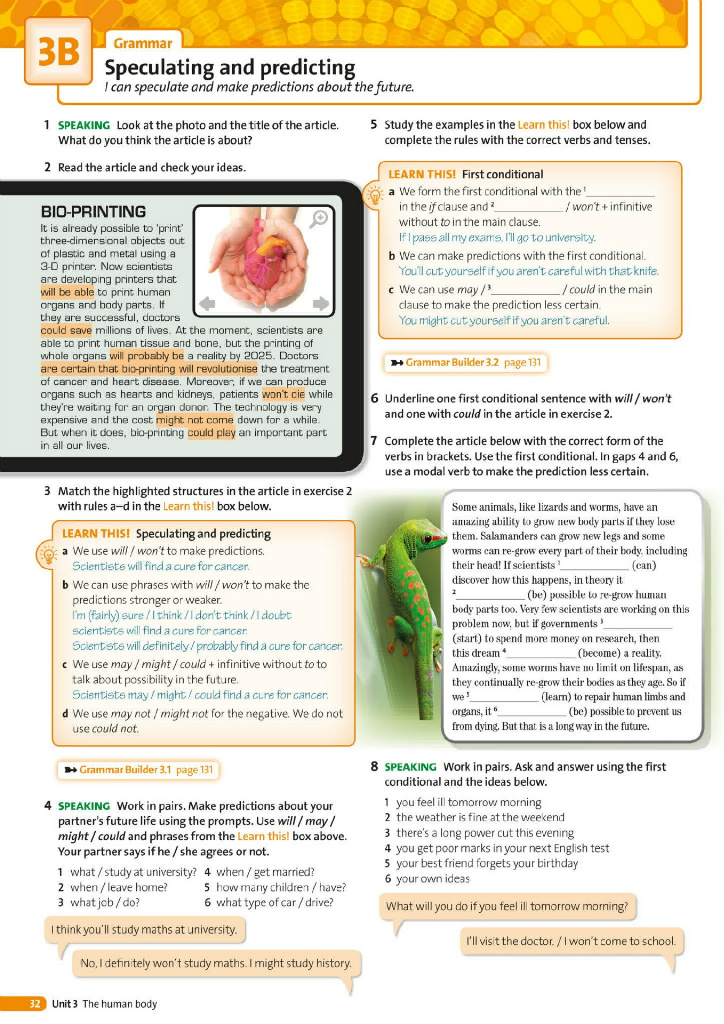 3B
Grammar
Speculating and predicting
I can speculate and make predictions about the future.
1 SPEAKING Look at the photo and the title of the article.
What do you think the article is about?
2 Read the article and check your ideas.
BIO-PRINTING
It is already possible to 'print'
three-dimensional objects out
of plastic and metal using a
3-D printer. Now scientists
are developing printers that
will be able to print human
organs and body parts. If
they are successful, doctors
could save millions of lives. At the moment, scientists are
able to print human tissue and bone, but the printing of
whole organs will probably be a reality by 2025. Doctors
are certain that bio-printing will revolutionise the treatment
of cancer and heart disease. Moreover, if we can produce
organs such as hearts and kidneys, patients won't die while
they're waiting for an organ donor. The technology is very
expensive and the cost might not come down for a while.
But when it does, bio-printing could play an important part
in all our lives.
3 Match the highlighted structures in the article in exercise 2
with rules a–d in the Learn this! box below.
LEARN THIS! Speculating and predicting
a We use will / won't to make predictions.
Scientists will find a cure for cancer.
b We can use phrases with will / won't to make the
predictions stronger or weaker.
I'm (fairly) sure / I think / I don't think / I doubt
scientists will find a cure for cancer.
Scientists will definitely / probably find a cure for cancer.
c We use may / might / could + infinitive without to to
talk about possibility in the future.
Scientists may / might / could find a cure for cancer.
d We use may not / might not for the negative. We do not
use could not.
Grammar Builder 3.1 page 131
4 SPEAKING Work in pairs. Make predictions about your
partner's future life using the prompts. Use will / may /
might / could and phrases from the Learn this! box above.
Your partner says if he / she agrees or not.
1 what / study at university? 4 when / get married?
2 when / leave home? 5 how many children / have?
3 what job / do? 6 what type of car / drive?
I think you'll study maths at university.
No, I definitely won't study maths. I might study history.
5 Study the examples in the Learn this! box below and
complete the rules with the correct verbs and tenses.
LEARN THIS! First conditional
a We form the first conditional with the 1____________
in the if clause and 2____________ / won't + infinitive
without to in the main clause.
If I pass all my exams, I'll go to university.
b We can make predictions with the first conditional.
You'll cut yourself if you aren't careful with that knife.
c We can use may / 3____________ / could in the main
clause to make the prediction less certain.
You might cut yourself if you aren't careful.
Grammar Builder 3.2 page 131
6 Underline one first conditional sentence with will / won't
and one with could in the article in exercise 2.
7 Complete the article below with the correct form of the
verbs in brackets. Use the first conditional. In gaps 4 and 6,
use a modal verb to make the prediction less certain.
Some animals, like lizards and worms, have an
amazing ability to grow new body parts if they lose
them. Salamanders can grow new legs and some
worms can re-grow every part of their body, including
their head! If scientists 1____________ (can)
discover how this happens, in theory it
2____________ (be) possible to re-grow human
body parts too. Very few scientists are working on this
problem now, but if governments 3____________
(start) to spend more money on research, then
this dream 4____________ (become) a reality.
Amazingly, some worms have no limit on lifespan, as
they continually re-grow their bodies as they age. So if
we 5____________ (learn) to repair human limbs and
organs, it 6____________ (be) possible to prevent us
from dying. But that is a long way in the future.
8 SPEAKING Work in pairs. Ask and answer using the first
conditional and the ideas below.
1 you feel ill tomorrow morning
2 the weather is fine at the weekend
3 there's a long power cut this evening
4 you get poor marks in your next English test
5 your best friend forgets your birthday
6 your own ideas
What will you do if you feel ill tomorrow morning?
I'll visit the doctor. / I won't come to school.
32 Unit 3 The human body